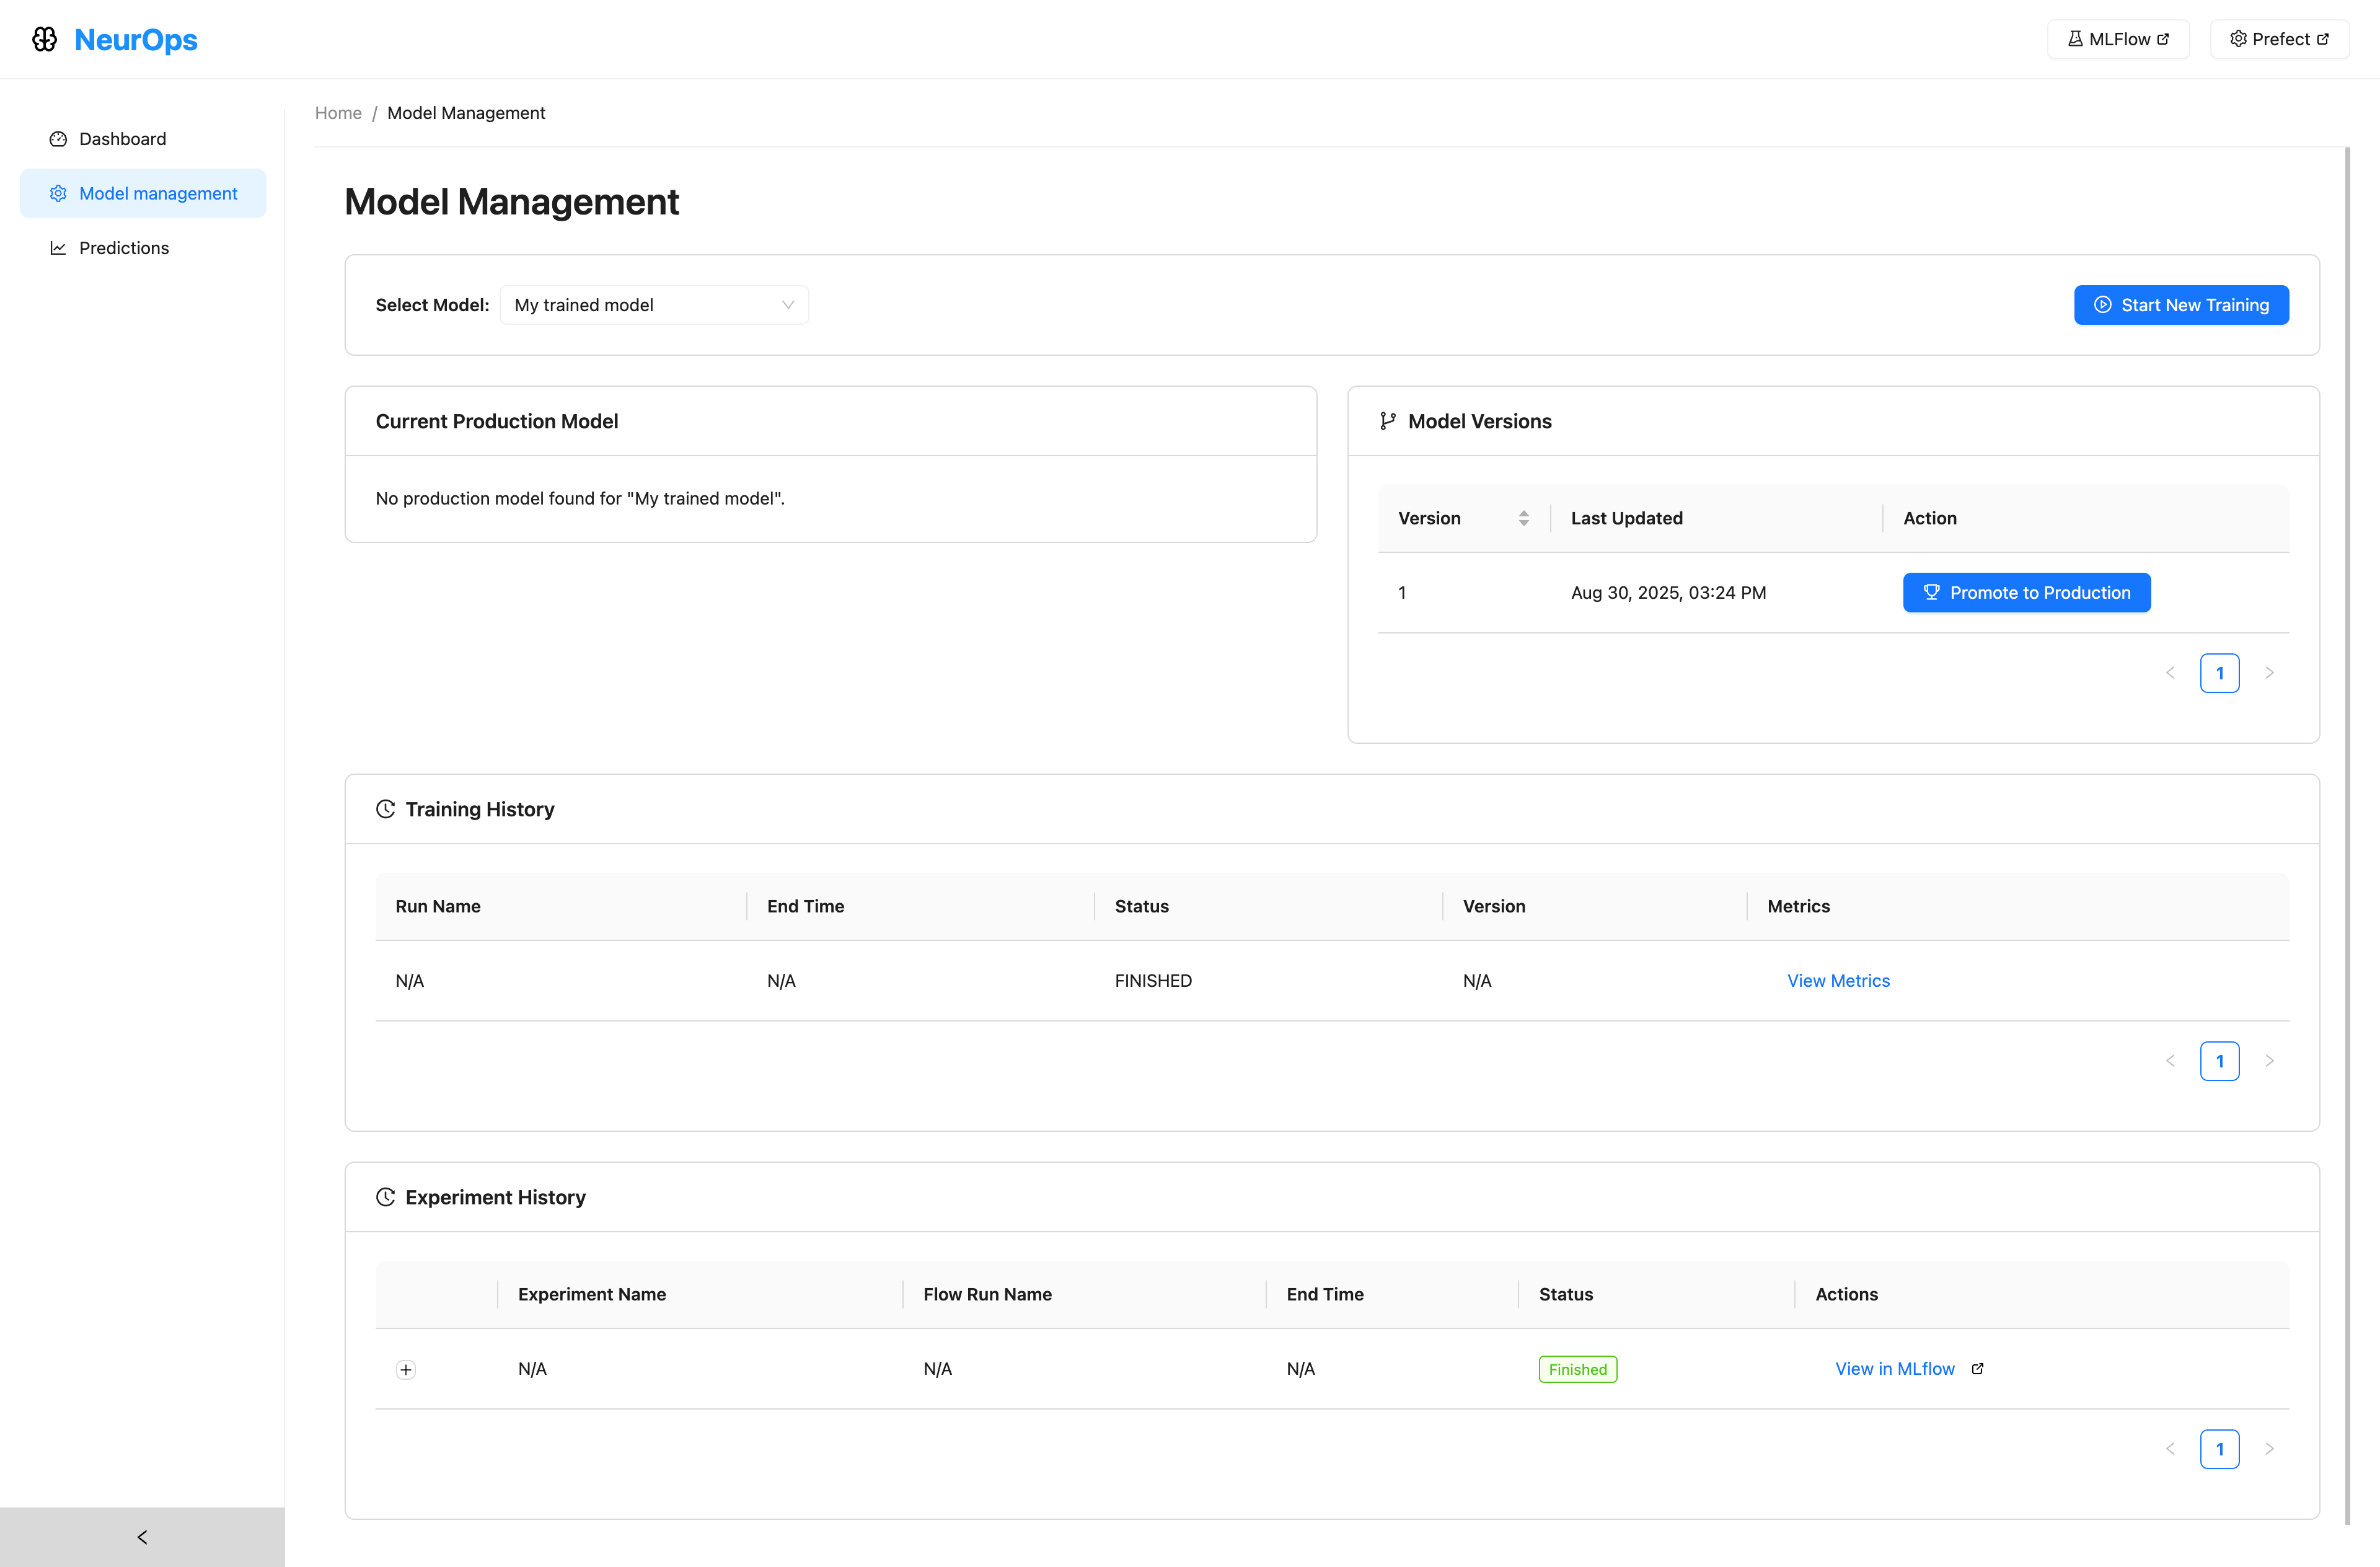 NeurOps
MLFlow
Prefect
Dashboard
Model management
Predictions
Home / Model Management
Model Management
Select Model: My trained model
Start New Training
Current Production Model
No production model found for "My trained model".
Model Versions
Version Last Updated Action
1 Aug 30, 2025, 03:24 PM Promote to Production
1
Training History
Run Name End Time Status Version Metrics
N/A N/A FINISHED N/A View Metrics
1
Experiment History
Experiment Name Flow Run Name End Time Status Actions
N/A N/A N/A Finished View in MLflow
1